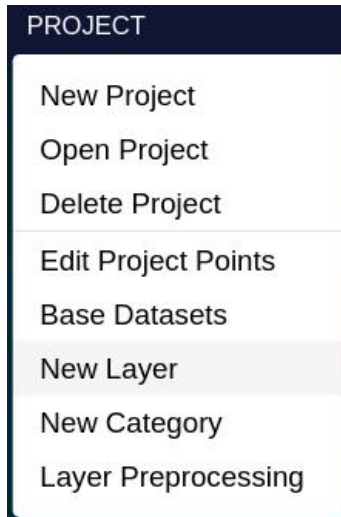 PROJECT
New Project
Open Project
Delete Project
Edit Project Points
Base Datasets
New Layer
New Category
Layer Preprocessing